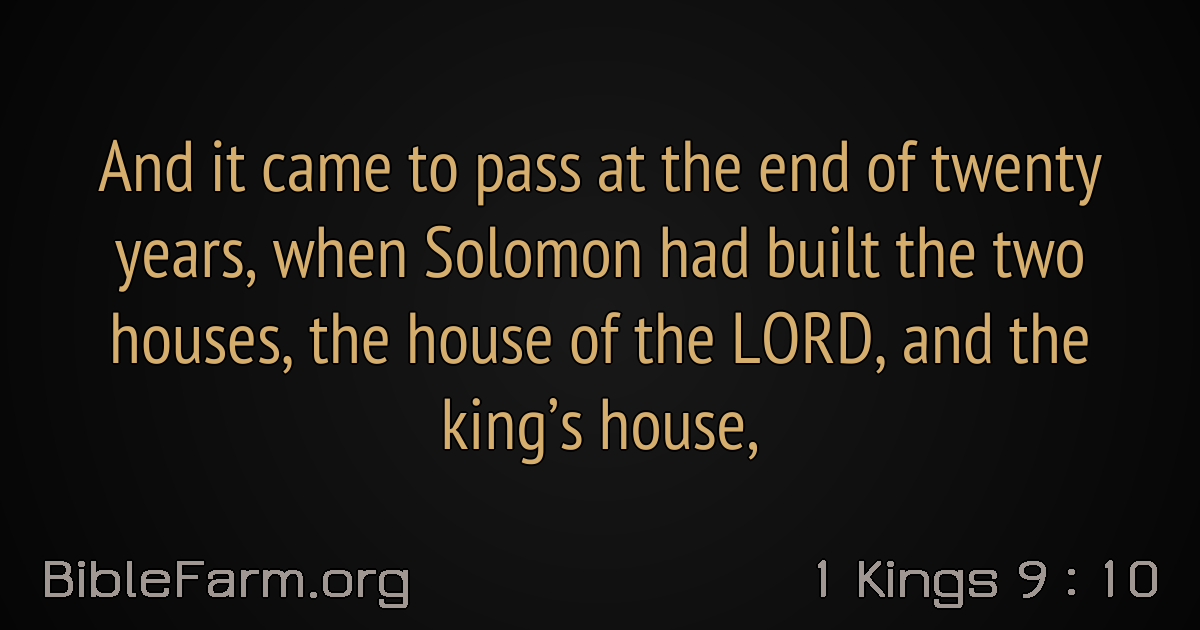 And it came to pass at the end of twenty
years, when Solomon had built the two
houses, the house of the LORD, and the
king’s house,
BibleFarm.org
1 Kings 9 : 10